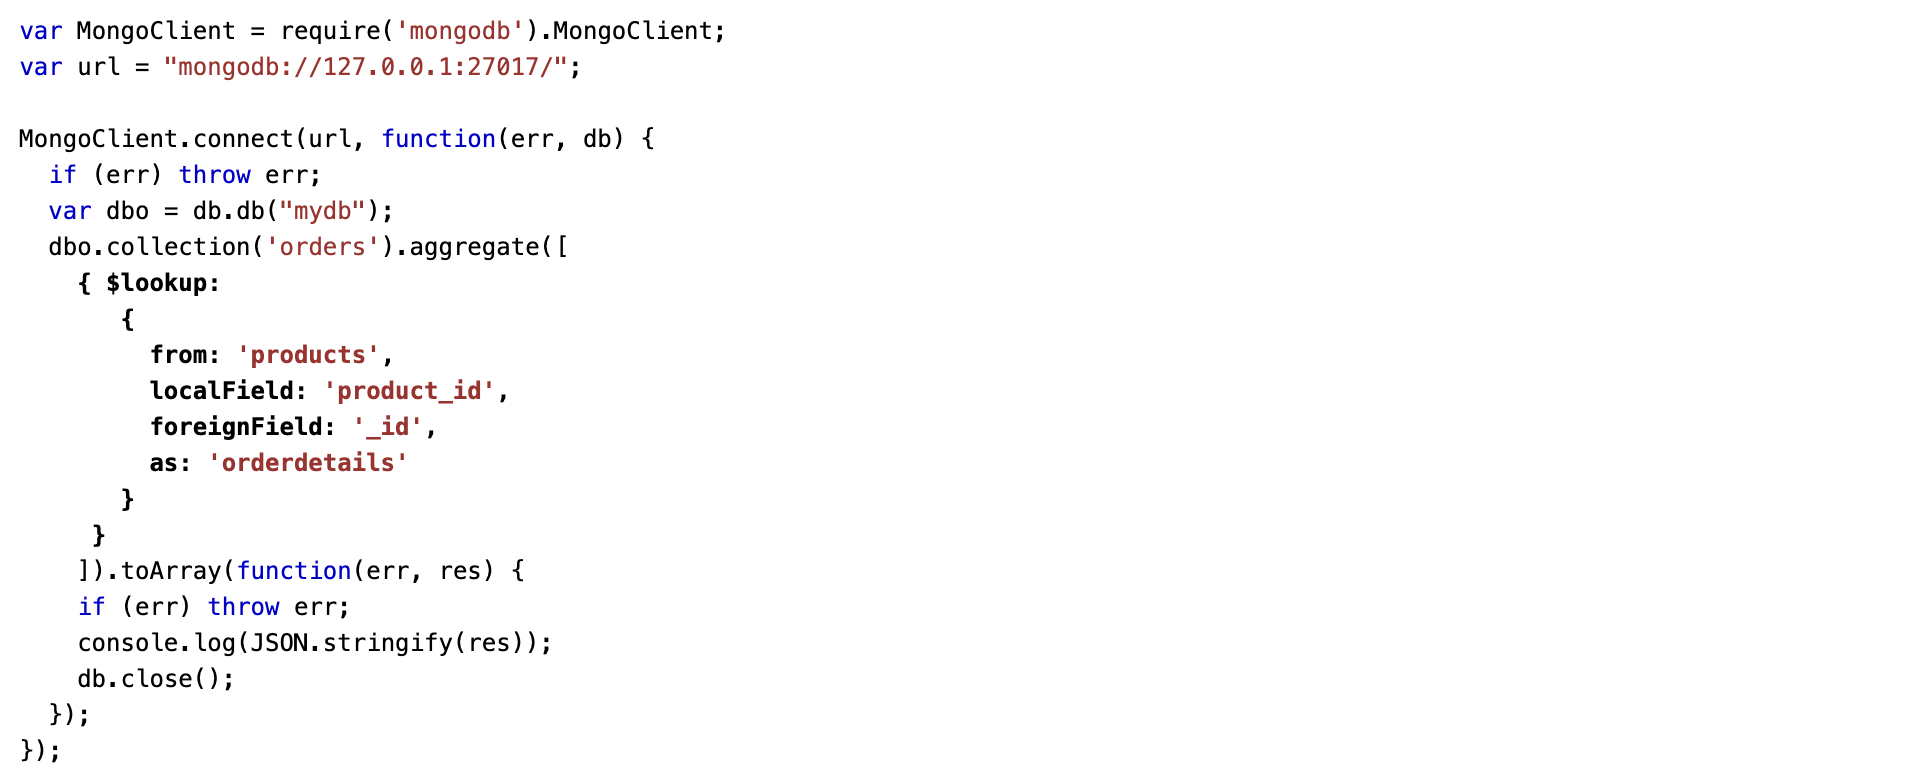 var MongoClient = require('mongodb').MongoClient;
var url = "mongodb://127.0.0.1:27017/";

MongoClient.connect(url, function(err, db) {
  if (err) throw err;
  var dbo = db.db("mydb");
  dbo.collection('orders').aggregate([
    { $lookup:
       {
         from: 'products',
         localField: 'product_id',
         foreignField: '_id',
         as: 'orderdetails'
       }
     }
    ]).toArray(function(err, res) {
    if (err) throw err;
    console.log(JSON.stringify(res));
    db.close();
  });
});